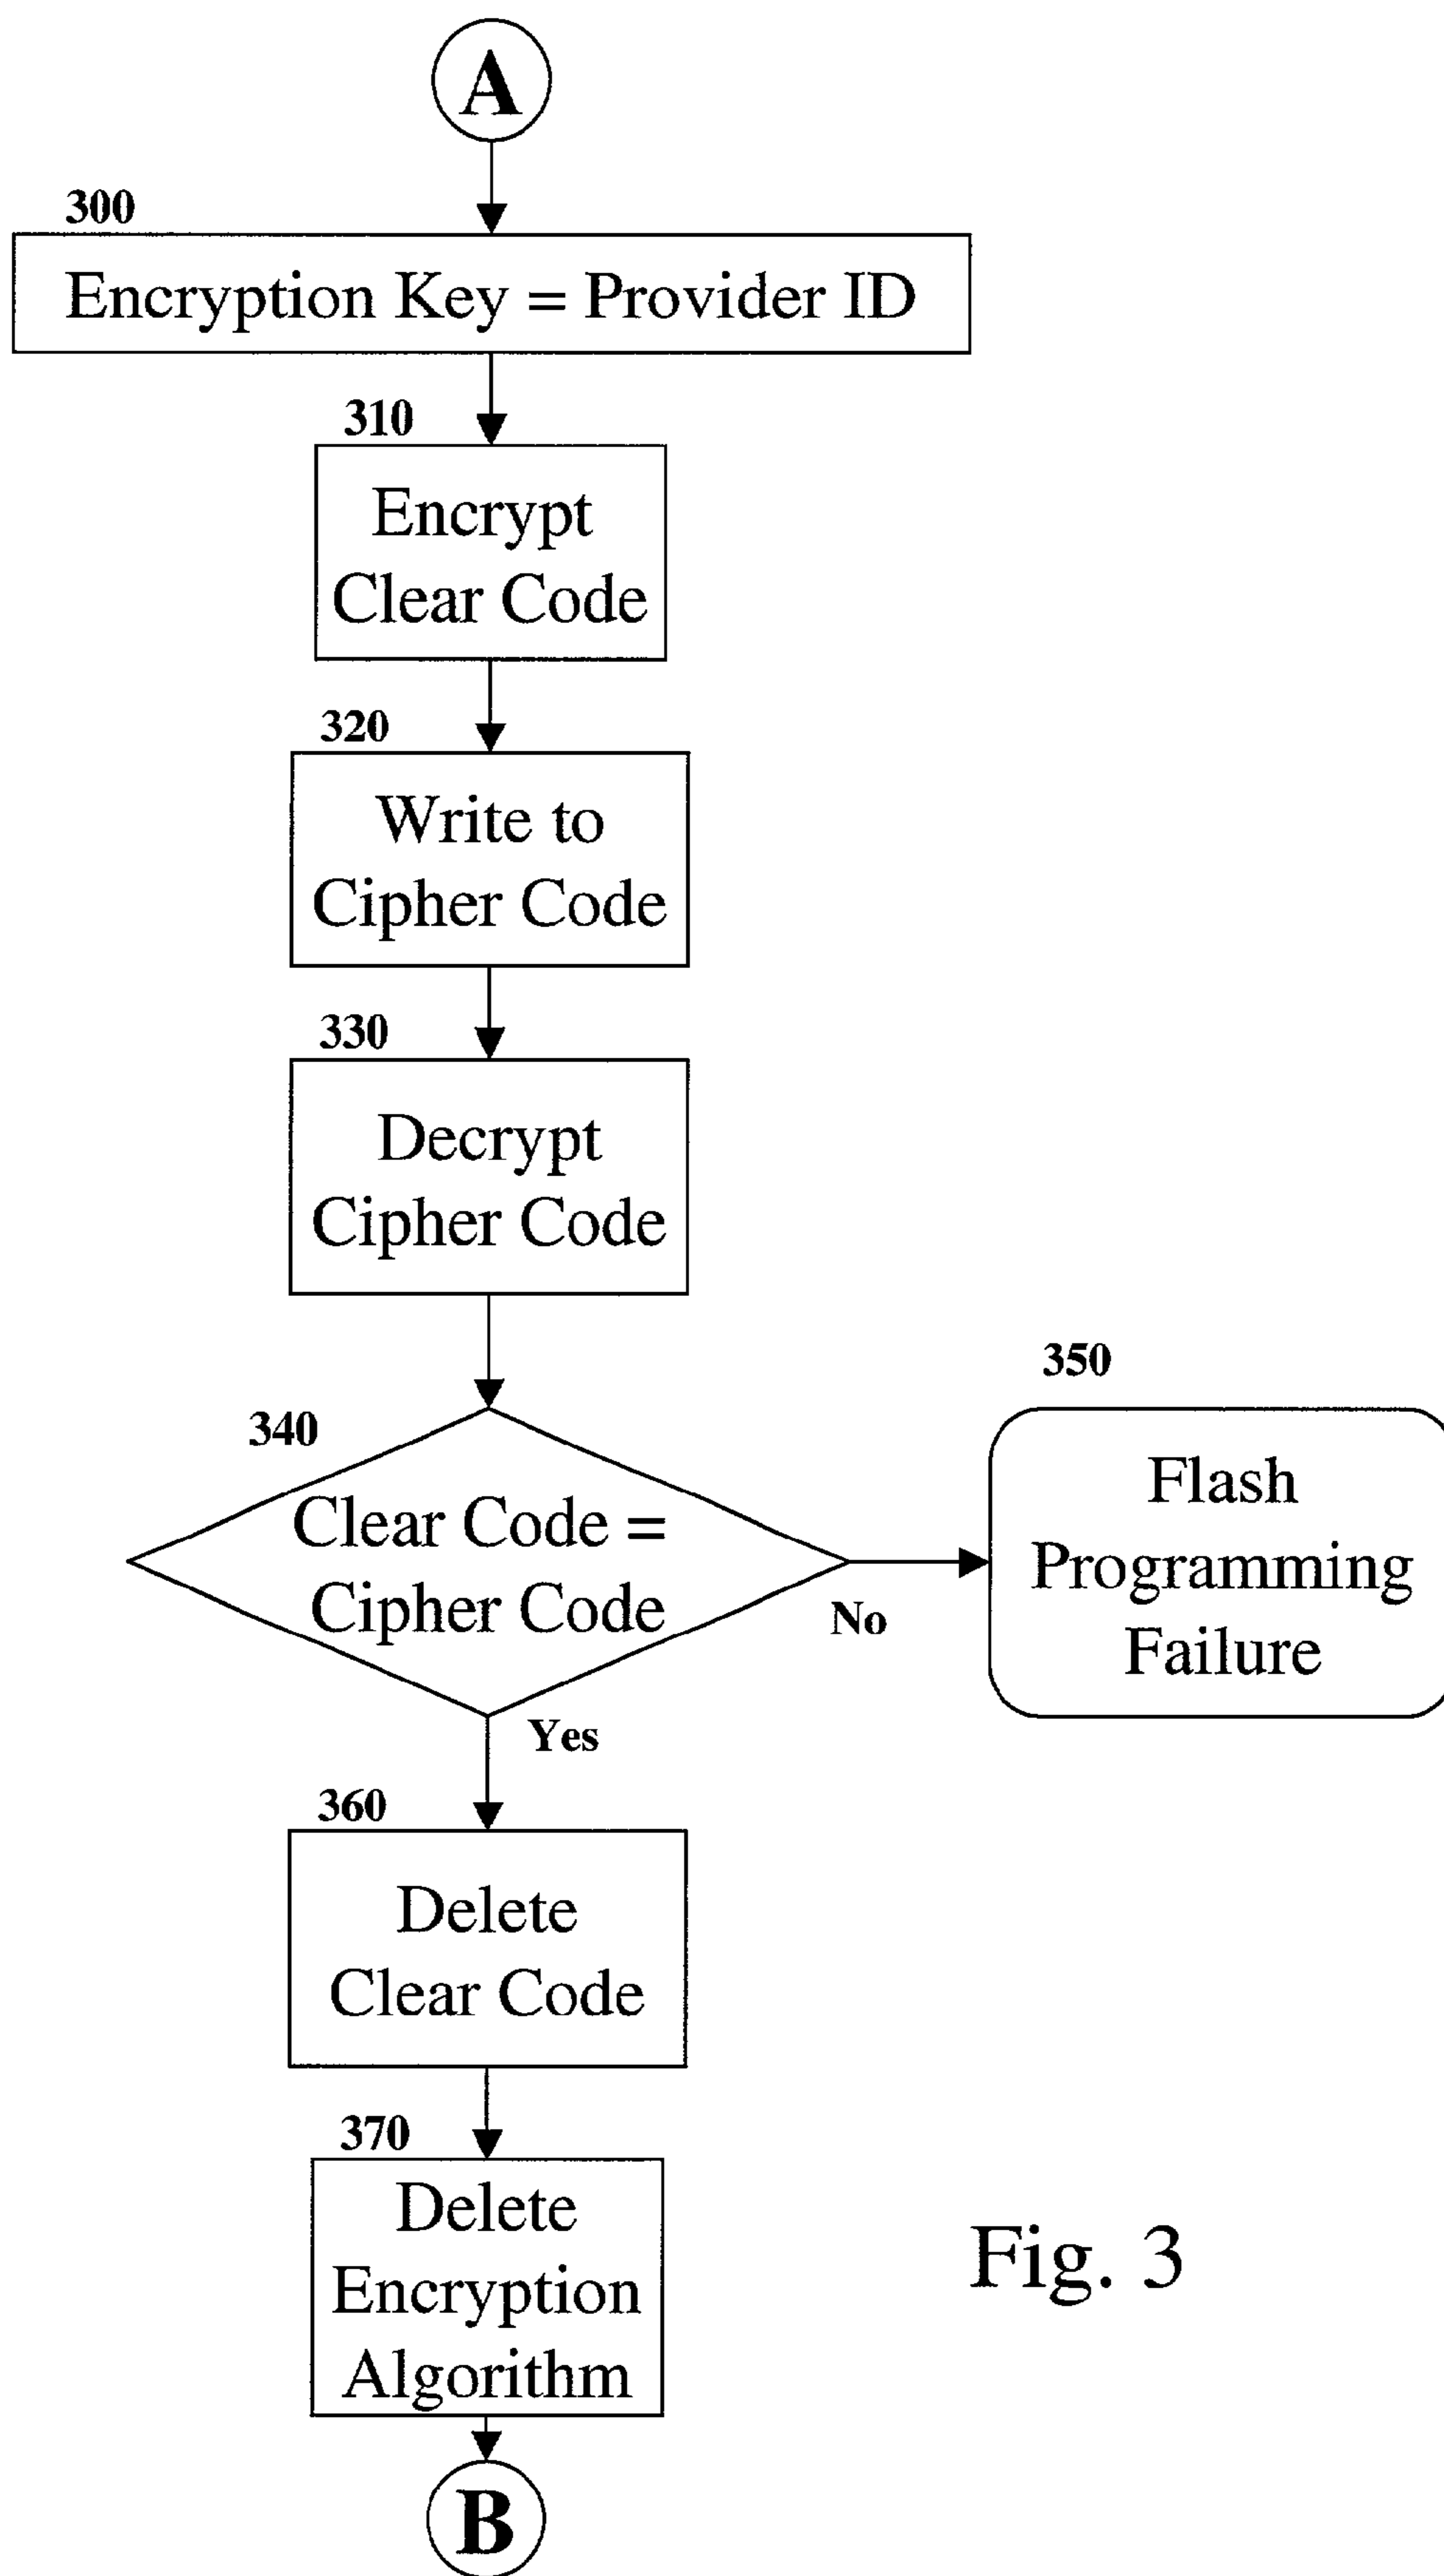 A
300
Encryption Key = Provider ID
310
Encrypt
Clear Code
320
Write to
Cipher Code
330
Decrypt
Cipher Code
340
Clear Code =
Cipher Code
No
350
Flash
Programming
Failure
Yes
360
Delete
Clear Code
370
Delete
Encryption
Algorithm
B
Fig. 3